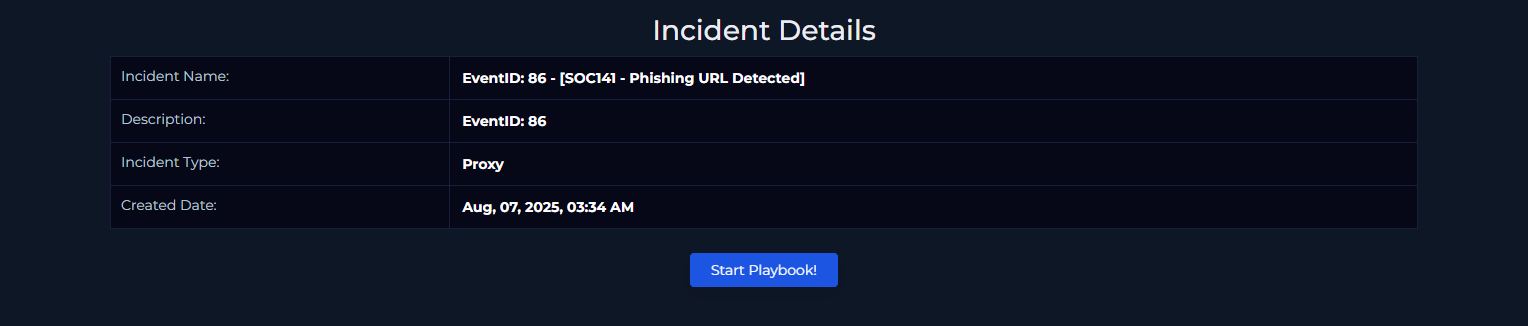 Incident Details
Incident Name: EventID: 86 - [SOC141 - Phishing URL Detected]
Description: EventID: 86
Incident Type: Proxy
Created Date: Aug, 07, 2025, 03:34 AM
Start Playbook!